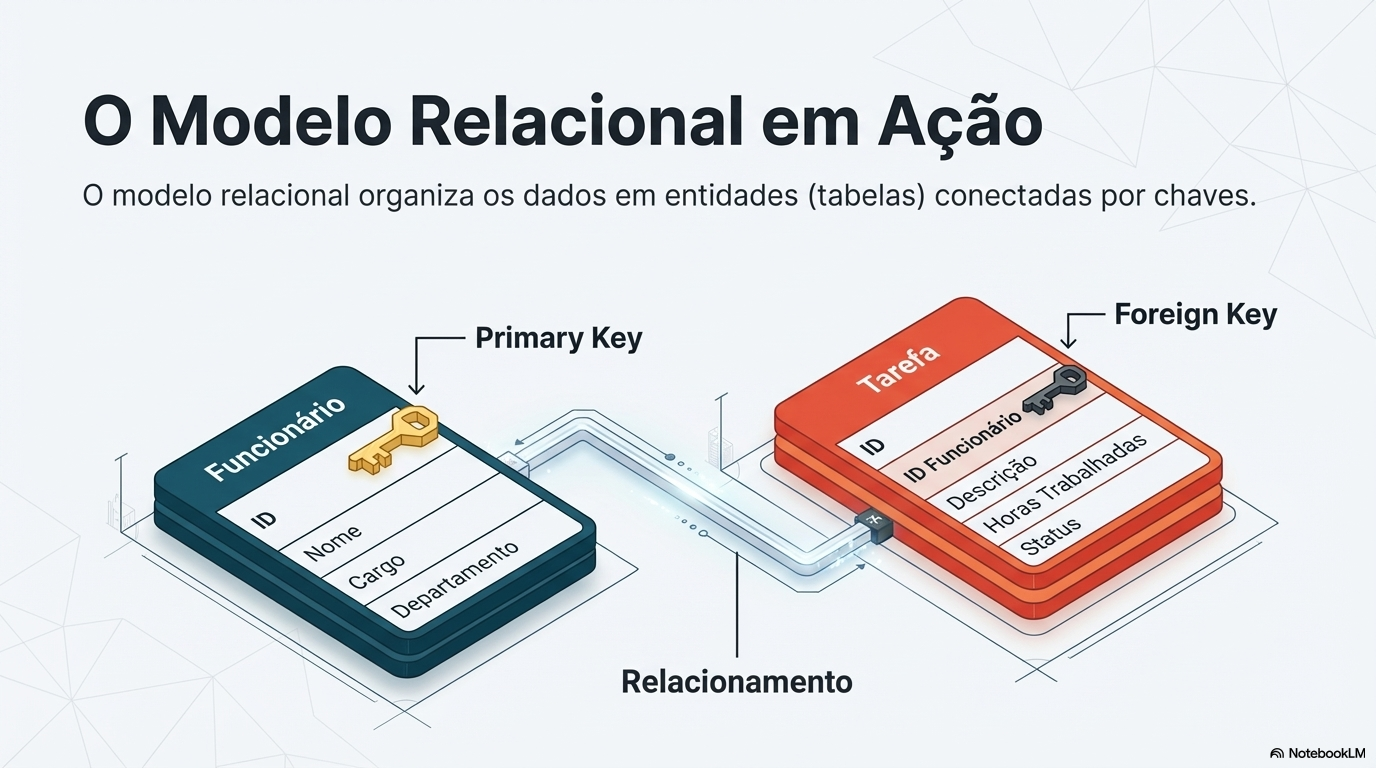 O Modelo Relacional em Ação
O modelo relacional organiza os dados em entidades (tabelas) conectadas por chaves.
Primary Key
Funcionário
ID
Nome
Cargo
Departamento
Relacionamento
Foreign Key
Tarefa
ID
ID Funcionário
Descrição
Horas Trabalhadas
Status
NotebookLM